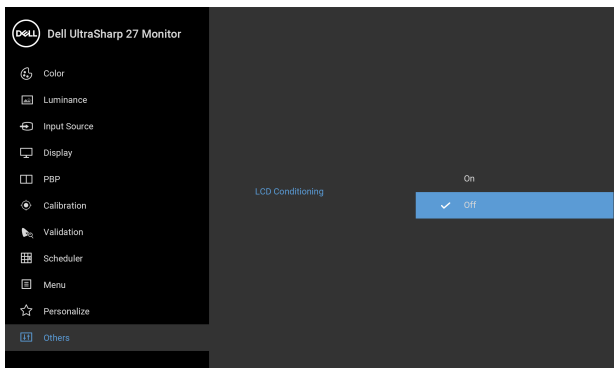 DELL Dell UltraSharp 27 Monitor
Color
Luminance
Input Source
Display
PBP
Calibration
Validation
Scheduler
Menu
Personalize
Others
LCD Conditioning
On
Off